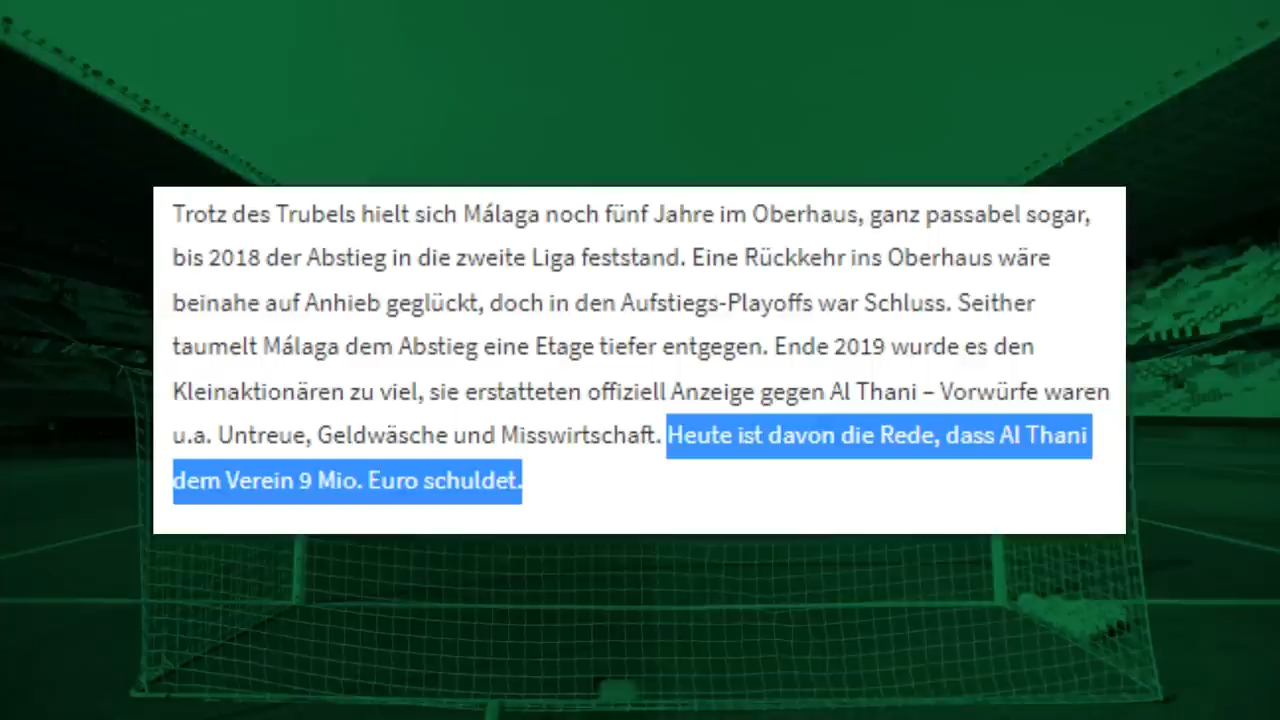 Trotz des Trubels hielt sich Málaga noch fünf Jahre im Oberhaus, ganz passabel sogar,
bis 2018 der Abstieg in die zweite Liga feststand. Eine Rückkehr ins Oberhaus wäre
beinahe auf Anhieb geglückt, doch in den Aufstiegs-Playoffs war Schluss. Seither
taumelt Málaga dem Abstieg eine Etage tiefer entgegen. Ende 2019 wurde es den
Kleinaktionären zu viel, sie erstatteten offiziell Anzeige gegen Al Thani – Vorwürfe waren
u.a. Untreue, Geldwäsche und Misswirtschaft. Heute ist davon die Rede, dass Al Thani
dem Verein 9 Mio. Euro schuldet.